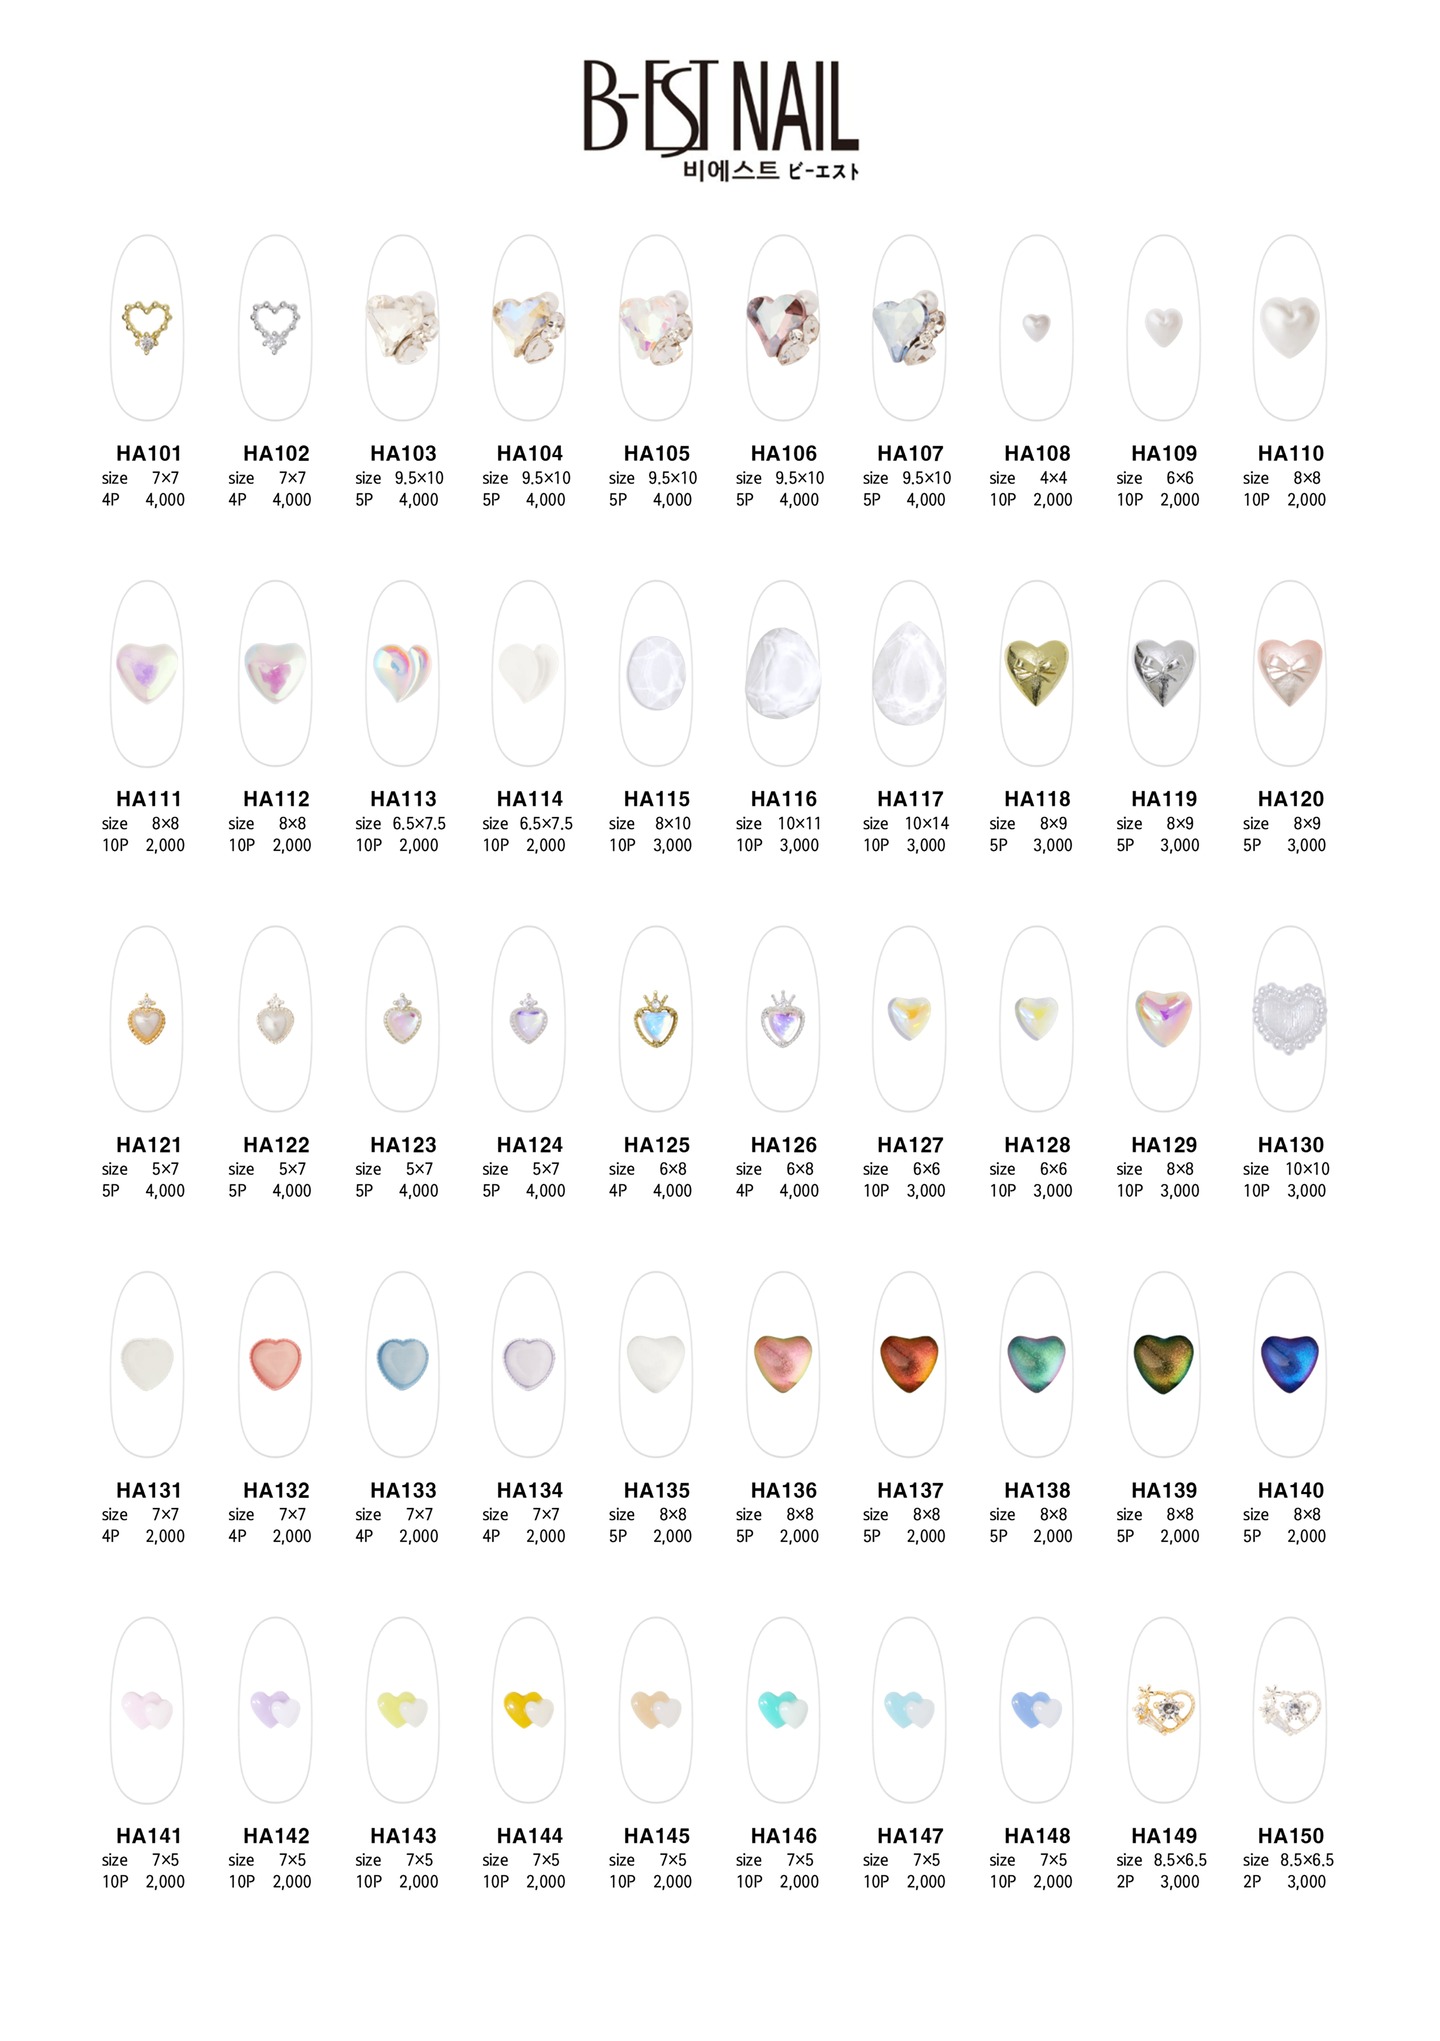 B-EST NAIL
비에스트 ビーエスト
HA101 HA102 HA103 HA104 HA105 HA106 HA107 HA108 HA109 HA110
size 7×7 size 7×7 size 9.5×10 size 9.5×10 size 9.5×10 size 9.5×10 size 9.5×10 size 4×4 size 6×6 size 8×8
4P 4,000 4P 4,000 5P 4,000 5P 4,000 5P 4,000 5P 4,000 5P 4,000 10P 2,000 10P 2,000 10P 2,000
HA111 HA112 HA113 HA114 HA115 HA116 HA117 HA118 HA119 HA120
size 8×8 size 8×8 size 6.5×7.5 size 6.5×7.5 size 8×10 size 10×11 size 10×14 size 8×9 size 8×9 size 8×9
10P 2,000 10P 2,000 10P 2,000 10P 2,000 10P 3,000 10P 3,000 10P 3,000 5P 3,000 5P 3,000 5P 3,000
HA121 HA122 HA123 HA124 HA125 HA126 HA127 HA128 HA129 HA130
size 5×7 size 5×7 size 5×7 size 5×7 size 6×8 size 6×8 size 6×6 size 6×6 size 8×8 size 10×10
5P 4,000 5P 4,000 5P 4,000 5P 4,000 4P 4,000 4P 4,000 10P 3,000 10P 3,000 10P 3,000 10P 3,000
HA131 HA132 HA133 HA134 HA135 HA136 HA137 HA138 HA139 HA140
size 7×7 size 7×7 size 7×7 size 7×7 size 8×8 size 8×8 size 8×8 size 8×8 size 8×8 size 8×8
4P 2,000 4P 2,000 4P 2,000 4P 2,000 5P 2,000 5P 2,000 5P 2,000 5P 2,000 5P 2,000 5P 2,000
HA141 HA142 HA143 HA144 HA145 HA146 HA147 HA148 HA149 HA150
size 7×5 size 7×5 size 7×5 size 7×5 size 7×5 size 7×5 size 7×5 size 7×5 size 8.5×6.5 size 8.5×6.5
10P 2,000 10P 2,000 10P 2,000 10P 2,000 10P 2,000 10P 2,000 10P 2,000 10P 2,000 2P 3,000 2P 3,000